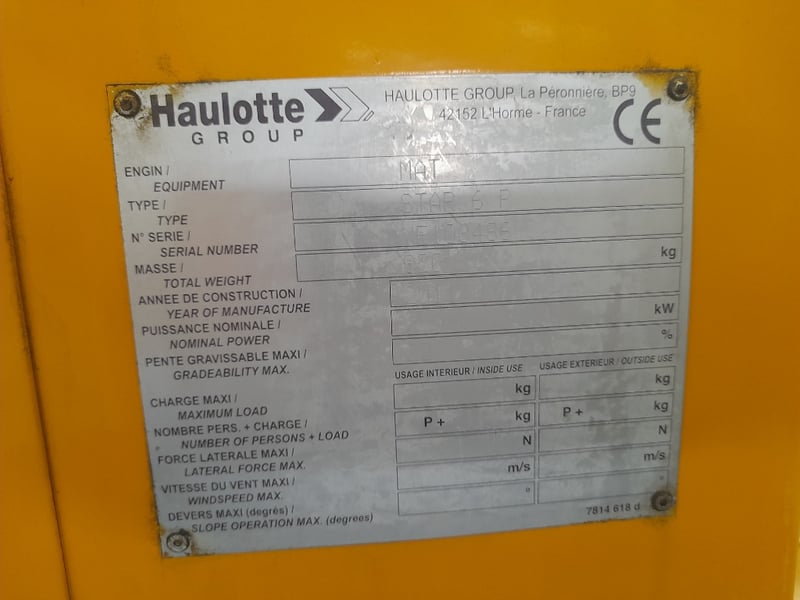 Haulotte
GROUP
HAULOTTE GROUP, La Péronnière, BP9
42152 L'Horme - France
CE
ENGIN /
EQUIPMENT
MAT
TYPE /
TYPE
STAR 6 P
N° SERIE /
SERIAL NUMBER
MASSE /
TOTAL WEIGHT
kg
ANNEE DE CONSTRUCTION /
YEAR OF MANUFACTURE
PUISSANCE NOMINALE /
NOMINAL POWER
kW
PENTE GRAVISSABLE MAXI /
GRADEABILITY MAX.
%
USAGE INTERIEUR / INSIDE USE
USAGE EXTERIEUR / OUTSIDE USE
CHARGE MAXI /
MAXIMUM LOAD
kg kg
NOMBRE PERS. + CHARGE /
NUMBER OF PERSONS + LOAD
P + kg P + kg
FORCE LATERALE MAXI /
LATERAL FORCE MAX.
N N
VITESSE DU VENT MAXI /
WINDSPEED MAX.
m/s m/s
DEVERS MAXI (degrés) /
SLOPE OPERATION MAX. (degrees)
° °
7814 618 d